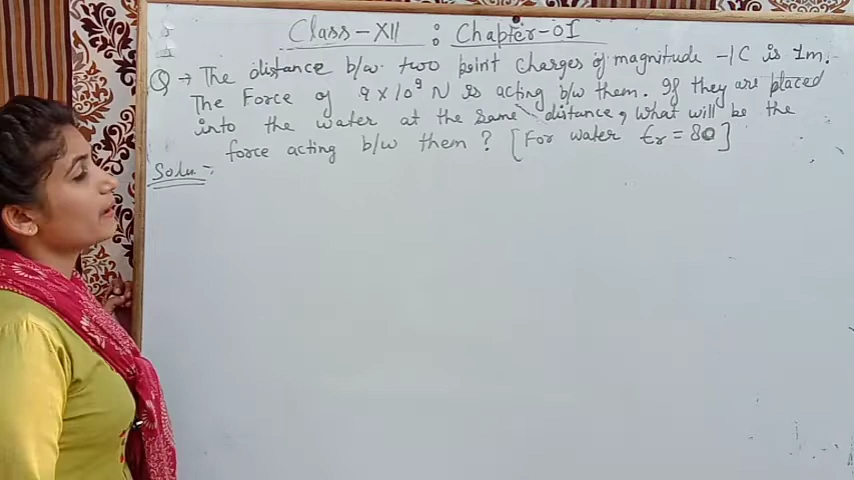 Class-XII : Chapter-01
Q → The distance b/w two point Charges of magnitude -1C is 1m.
The Force of 9×10⁹ N is acting b/w them. If they are placed
into the water at the same distance, what will be the
force acting b/w them ? [For water ϵr = 80]
Solu :-